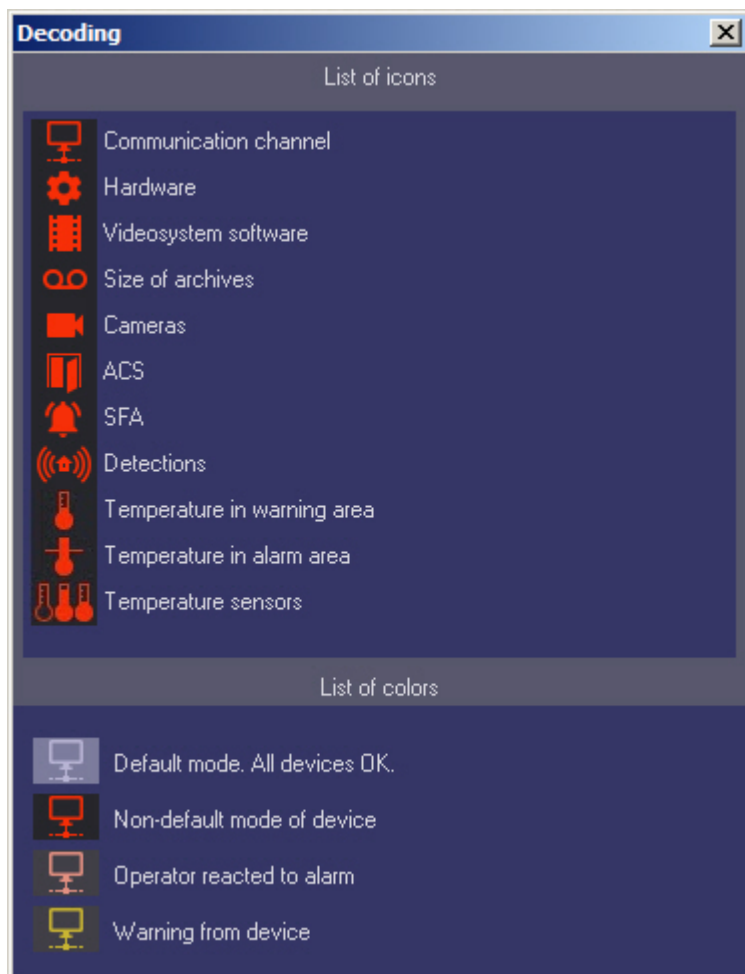 Decoding
List of icons
Communication channel
Hardware
Videosystem software
Size of archives
Cameras
ACS
SFA
Detections
Temperature in warning area
Temperature in alarm area
Temperature sensors
List of colors
Default mode. All devices OK.
Non-default mode of device
Operator reacted to alarm
Warning from device